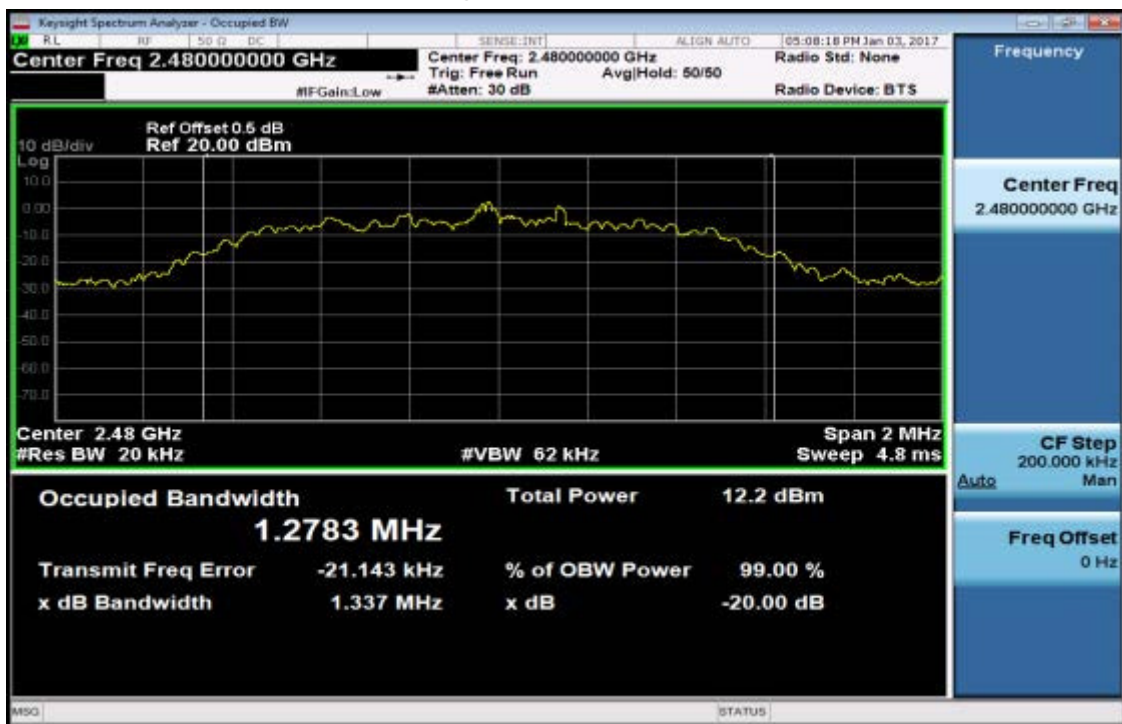 Keysight Spectrum Analyzer - Occupied BW
RL RF 50 Ω DC SENSE:INT ALIGN AUTO 05:08:18 PM Jan 03, 2017
Center Freq 2.480000000 GHz
Center Freq: 2.480000000 GHz
Radio Std: None
Trig: Free Run Avg|Hold: 50/50
#IFGain:Low
#Atten: 30 dB
Radio Device: BTS
Frequency
Ref Offset 0.5 dB
10 dB/div Ref 20.00 dBm
Log
10.0
0.00
-10.0
-20.0
-30.0
-40.0
-50.0
-60.0
-70.0
Center 2.48 GHz
Span 2 MHz
#Res BW 20 kHz
#VBW 62 kHz
Sweep 4.8 ms
Center Freq
2.480000000 GHz
CF Step
200.000 kHz
Auto Man
Freq Offset
0 Hz
Occupied Bandwidth
1.2783 MHz
Total Power 12.2 dBm
Transmit Freq Error -21.143 kHz
% of OBW Power 99.00 %
x dB Bandwidth 1.337 MHz
x dB -20.00 dB
MSG
STATUS